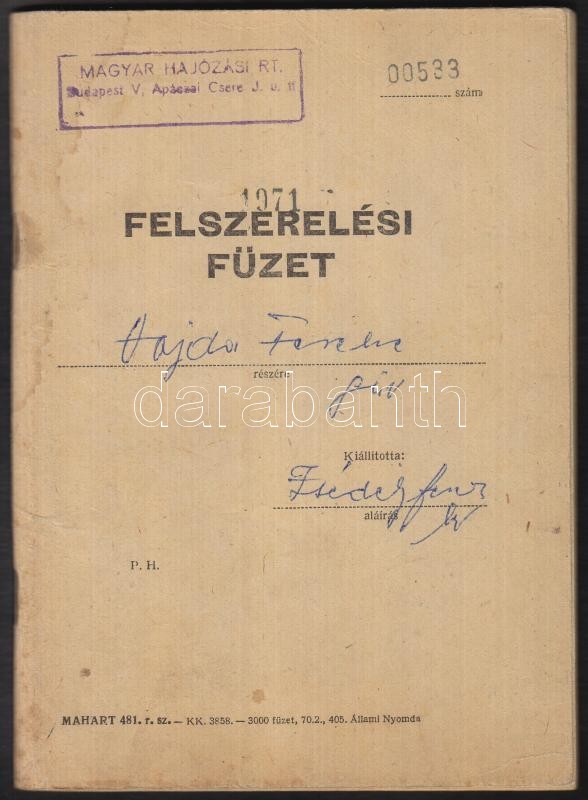 MAGYAR HAJÓZÁSI RT.
Budapest V, Apáczai Csere J. u. 11
00533
szám
1971
FELSZERELÉSI
FÜZET
Hajda Ferenc
részére
darabanth
Kiállította:
aláírás
P. H.
MAHART 481. r. sz. — KK. 3858. — 3000 füzet, 70.2., 405. Állami Nyomda